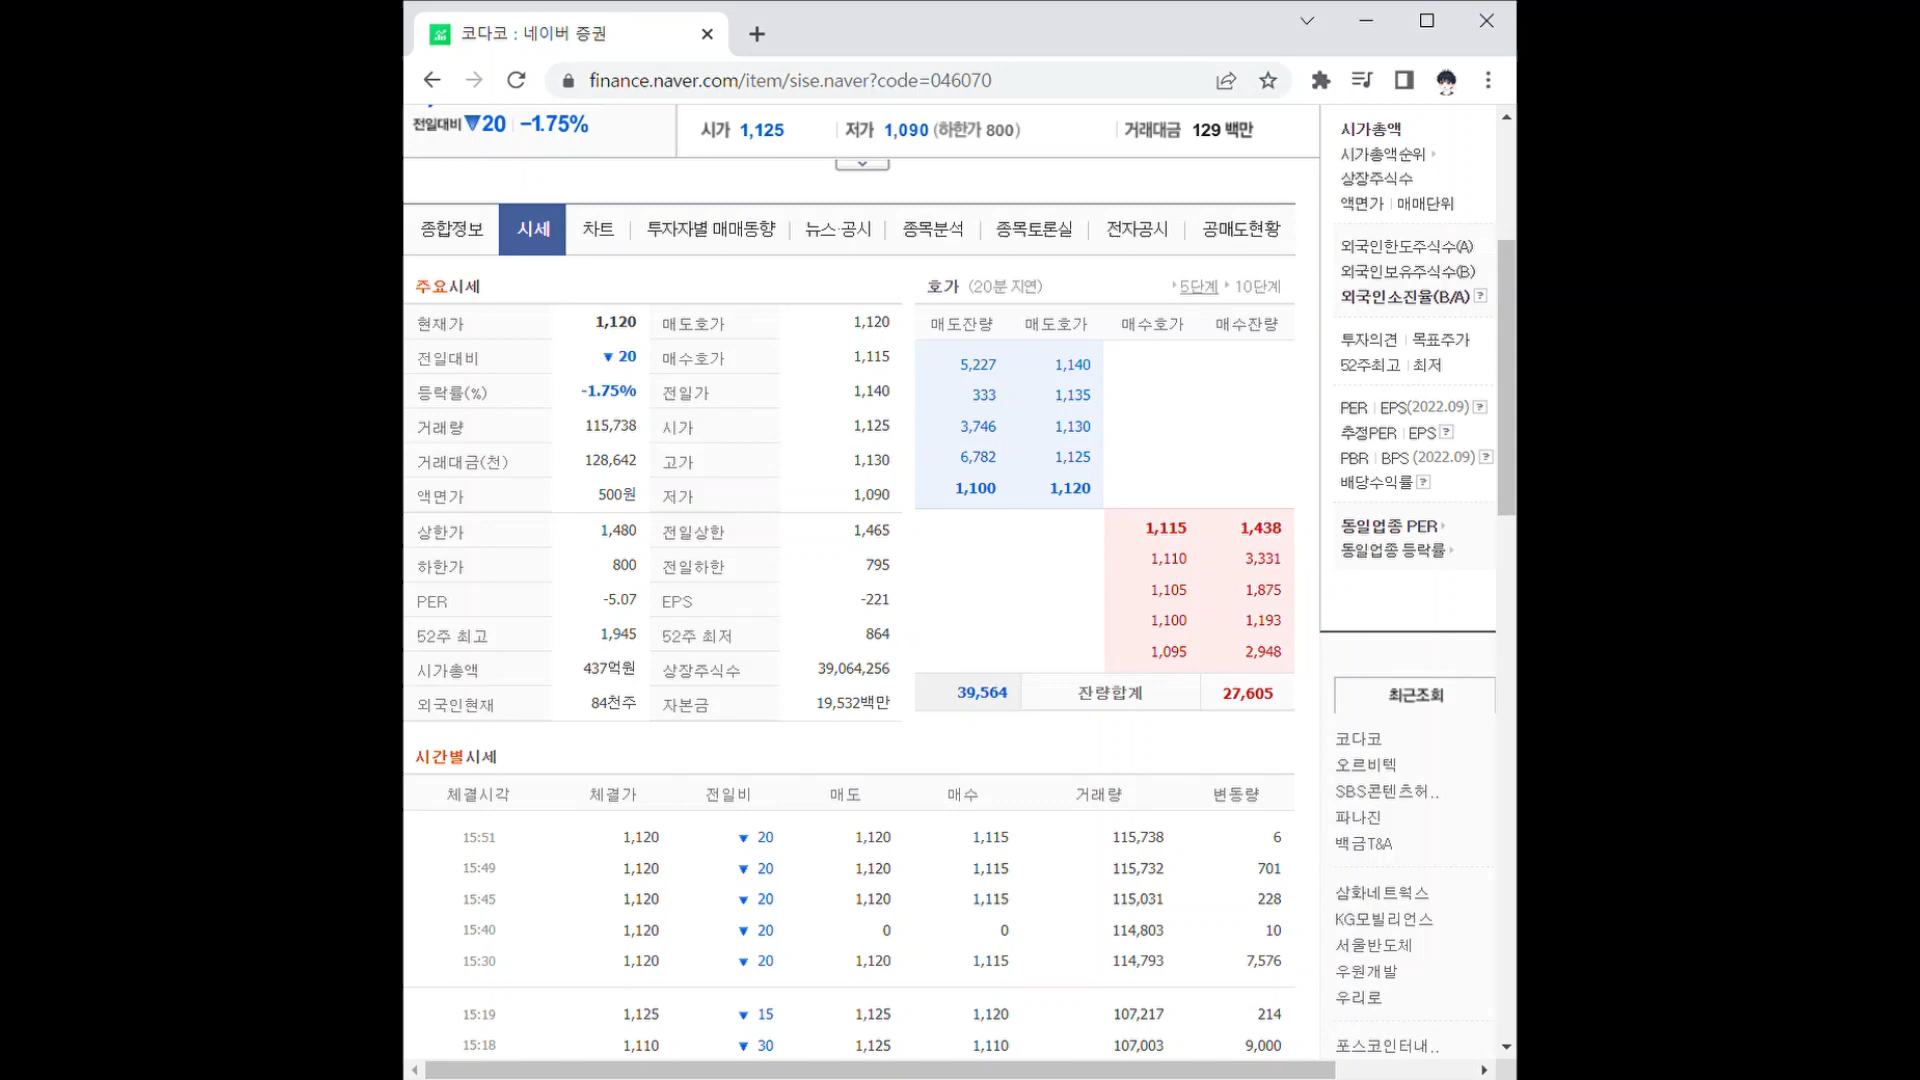 코다코 : 네이버 증권
finance.naver.com/item/sise.naver?code=046070
전일대비 ▼20 | -1.75%
시가 1,125 저가 1,090 (하한가 800) 거래대금 129 백만
종합정보 시세 차트 투자자별 매매동향 뉴스·공시 종목분석 종목토론실 전자공시 공매도현황
주요시세
현재가 1,120 매도호가 1,120
전일대비 ▼ 20 매수호가 1,115
등락률(%) -1.75% 전일가 1,140
거래량 115,738 시가 1,125
거래대금(천) 128,642 고가 1,130
액면가 500원 저가 1,090
상한가 1,480 전일상한 1,465
하한가 800 전일하한 795
PER -5.07 EPS -221
52주 최고 1,945 52주 최저 864
시가총액 437억원 상장주식수 39,064,256
외국인현재 84천주 자본금 19,532백만
호가 (20분 지연) 5단계 10단계
매도잔량 매도호가 매수호가 매수잔량
5,227 1,140
333 1,135
3,746 1,130
6,782 1,125
1,100 1,120
1,115 1,438
1,110 3,331
1,105 1,875
1,100 1,193
1,095 2,948
39,564 잔량합계 27,605
시간별시세
체결시각 체결가 전일비 매도 매수 거래량 변동량
15:51 1,120 ▼ 20 1,120 1,115 115,738 6
15:49 1,120 ▼ 20 1,120 1,115 115,732 701
15:45 1,120 ▼ 20 1,120 1,115 115,031 228
15:40 1,120 ▼ 20 0 0 114,803 10
15:30 1,120 ▼ 20 1,120 1,115 114,793 7,576
15:19 1,125 ▼ 15 1,125 1,120 107,217 214
15:18 1,110 ▼ 30 1,125 1,110 107,003 9,000
시가총액
시가총액순위
상장주식수
액면가 | 매매단위
외국인한도주식수(A)
외국인보유주식수(B)
외국인소진율(B/A) ?
투자의견 | 목표주가
52주최고 | 최저
PER | EPS(2022.09) ?
추정PER | EPS ?
PBR | BPS (2022.09) ?
배당수익률 ?
동일업종 PER
동일업종 등락률
최근조회
코다코
오르비텍
SBS콘텐츠허..
파나진
백금T&A
삼화네트웍스
KG모빌리언스
서울반도체
우원개발
우리로
포스코인터내..